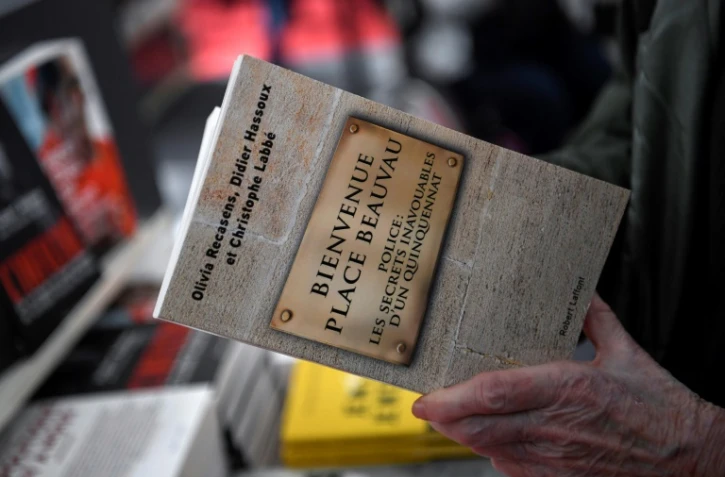 Olivia Recasens, Didier Hassoux
et Christophe Labbé
BIENVENUE
PLACE BEAUVAU
POLICE :
LES SECRETS INAVOUABLES
D'UN QUINQUENNAT
Robert Laffont